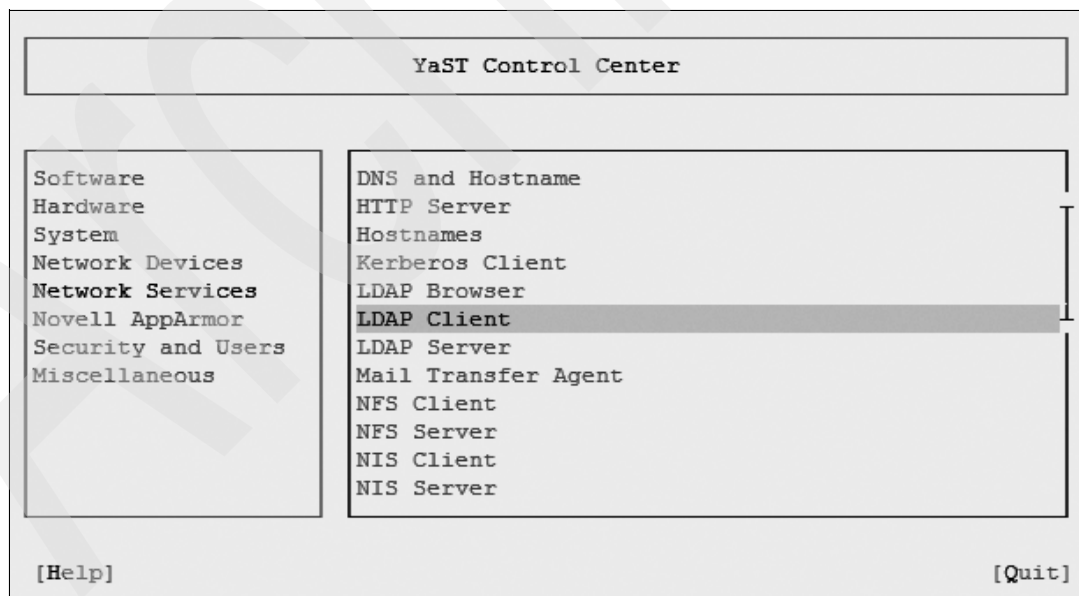 YaST Control Center
Software
Hardware
System
Network Devices
Network Services
Novell AppArmor
Security and Users
Miscellaneous
DNS and Hostname
HTTP Server
Hostnames
Kerberos Client
LDAP Browser
LDAP Client
LDAP Server
Mail Transfer Agent
NFS Client
NFS Server
NIS Client
NIS Server
[Help]
[Quit]